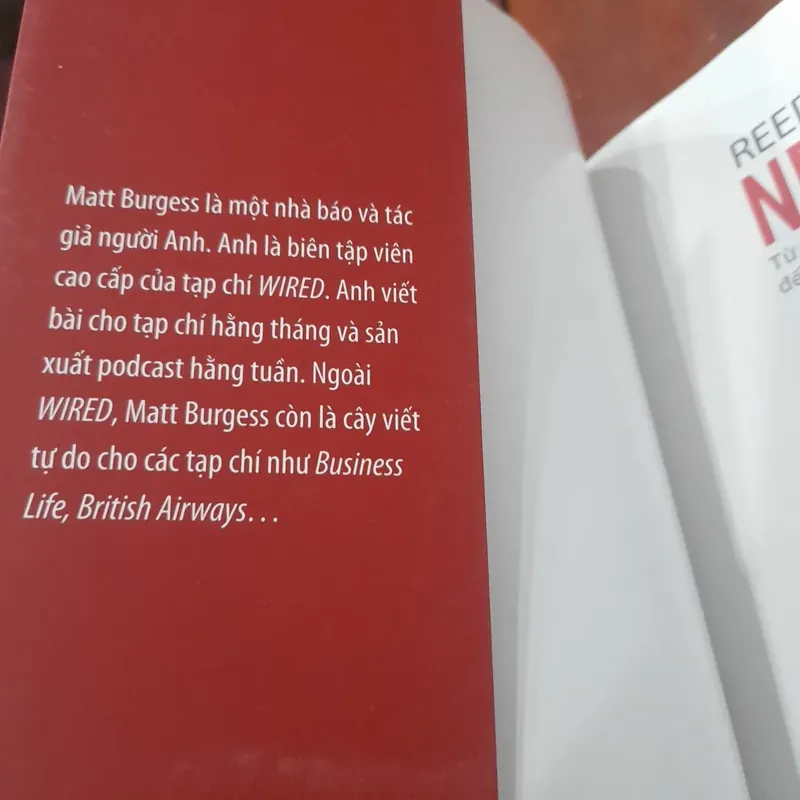 Matt Burgess là một nhà báo và tác
giả người Anh. Anh là biên tập viên
cao cấp của tạp chí WIRED. Anh viết
bài cho tạp chí hằng tháng và sản
xuất podcast hằng tuần. Ngoài
WIRED, Matt Burgess còn là cây viết
tự do cho các tạp chí như Business
Life, British Airways...
REED
Từ